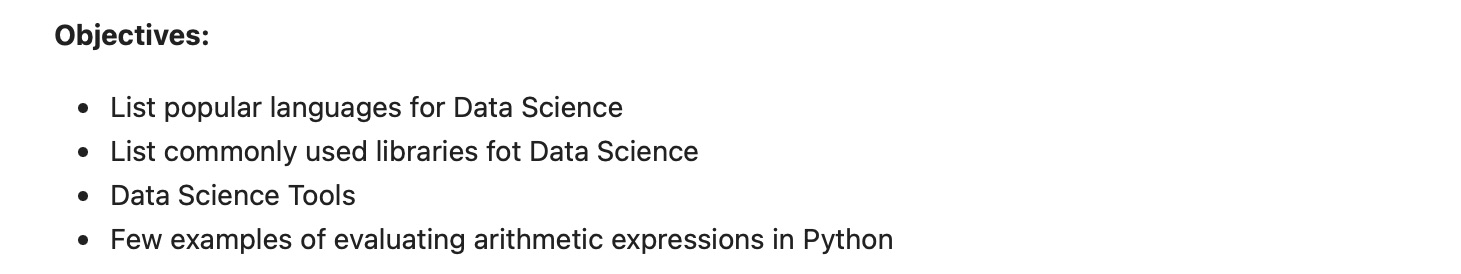 Objectives:
• List popular languages for Data Science
• List commonly used libraries fot Data Science
• Data Science Tools
• Few examples of evaluating arithmetic expressions in Python